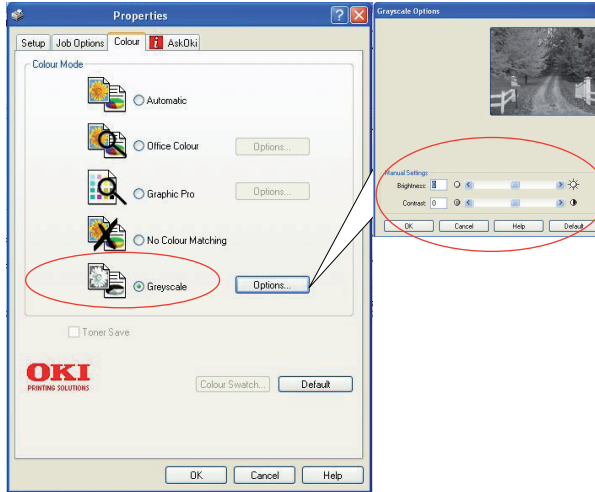 Properties
Setup Job Options Colour AskOki
Colour Mode
Automatic
Office Colour Options...
Graphic Pro Options...
No Colour Matching
Greyscale Options...
Toner Save
OKI
PRINTING SOLUTIONS
Colour Swatch... Default
OK Cancel Help
Grayscale Options
Manual Settings
Brightness: 0
Contrast: 0
OK Cancel Help Default